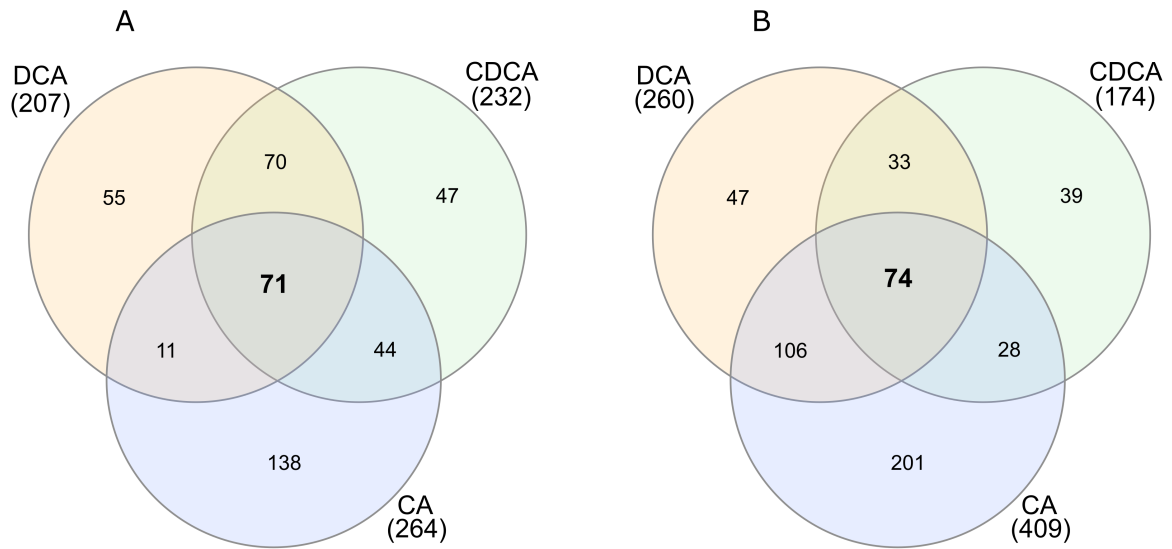 A
DCA
(207)
CDCA
(232)
70
55
47
71
11
44
138
CA
(264)
B
DCA
(260)
CDCA
(174)
33
47
39
74
106
28
201
CA
(409)